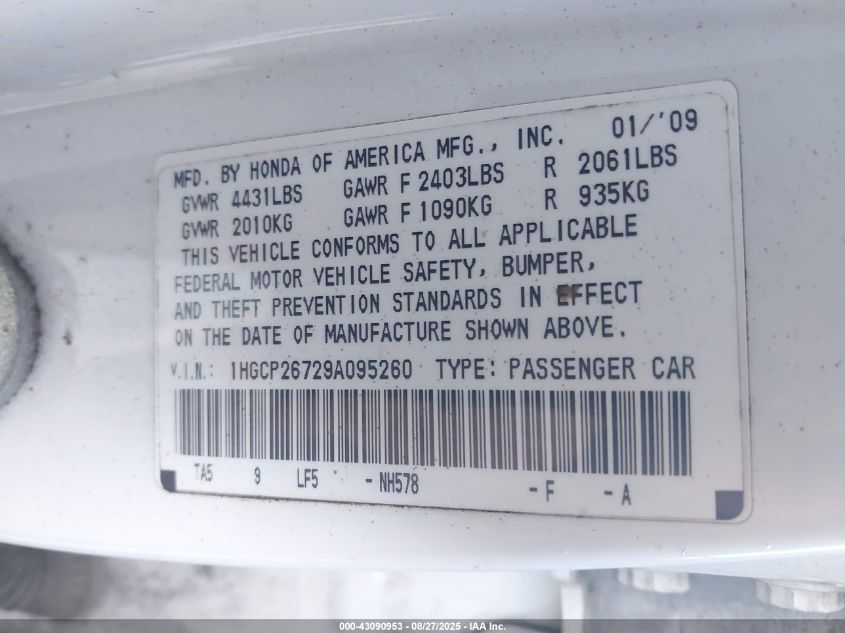 MFD. BY HONDA OF AMERICA MFG., INC. 01/'09
GVWR 4431LBS GAWR F 2403LBS R 2061LBS
GVWR 2010KG GAWR F 1090KG R 935KG
THIS VEHICLE CONFORMS TO ALL APPLICABLE
FEDERAL MOTOR VEHICLE SAFETY, BUMPER,
AND THEFT PREVENTION STANDARDS IN EFFECT
ON THE DATE OF MANUFACTURE SHOWN ABOVE.
V.I.N.: 1HGCP26729A095260 TYPE: PASSENGER CAR
TA5 9 LF5 - NH578 - F - A
000-43090953 - 08/27/2025 - IAA Inc.